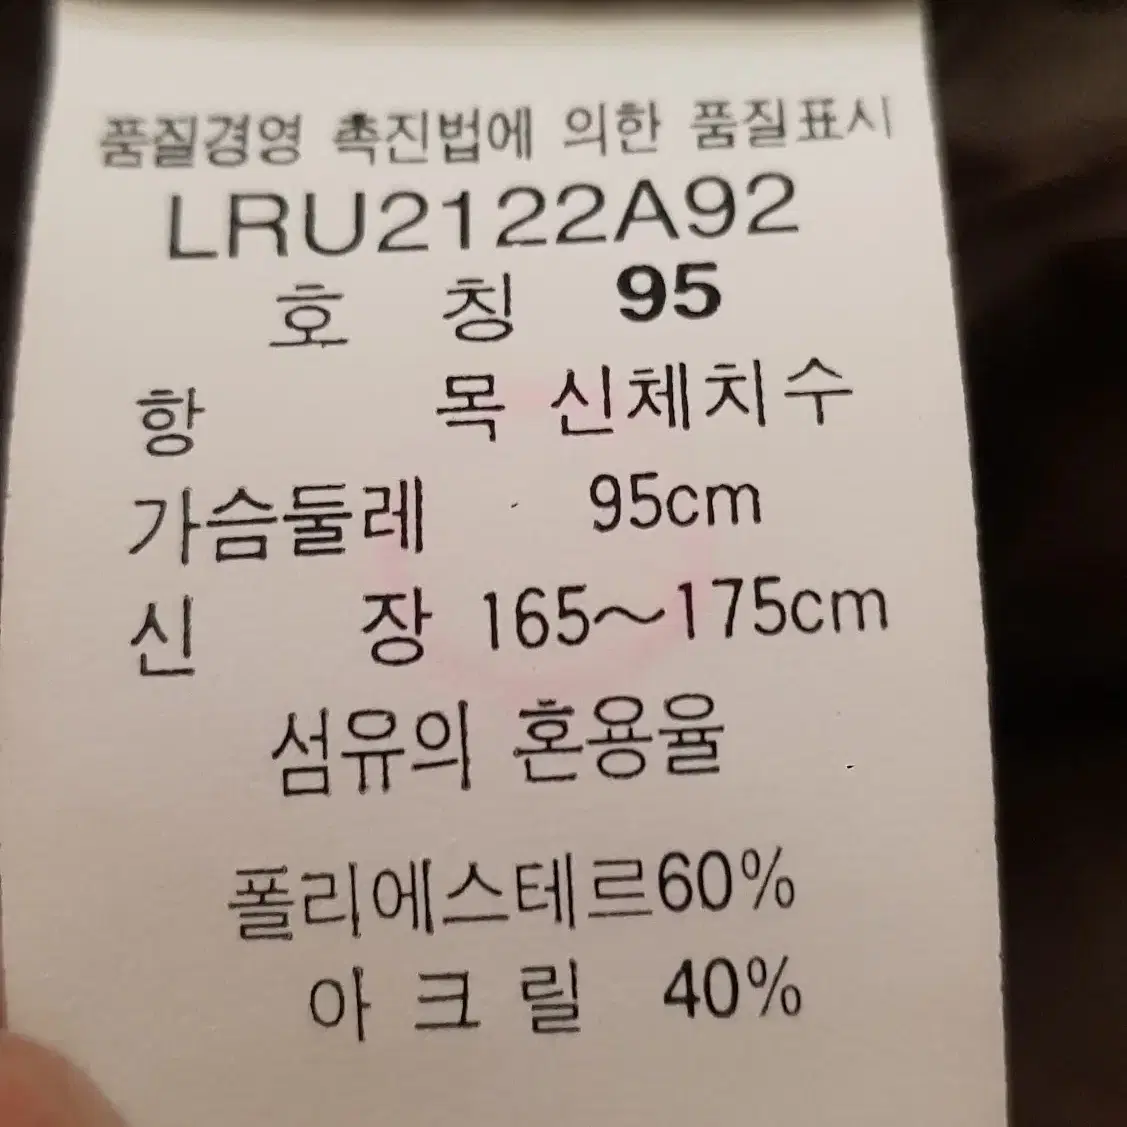 품질경영 촉진법에 의한 품질표시
LRU2122A92
호 칭 95
항 목 신체치수
가슴둘레 95cm
신 장 165~175cm
섬유의 혼용율
폴리에스테르60%
아 크 릴 40%